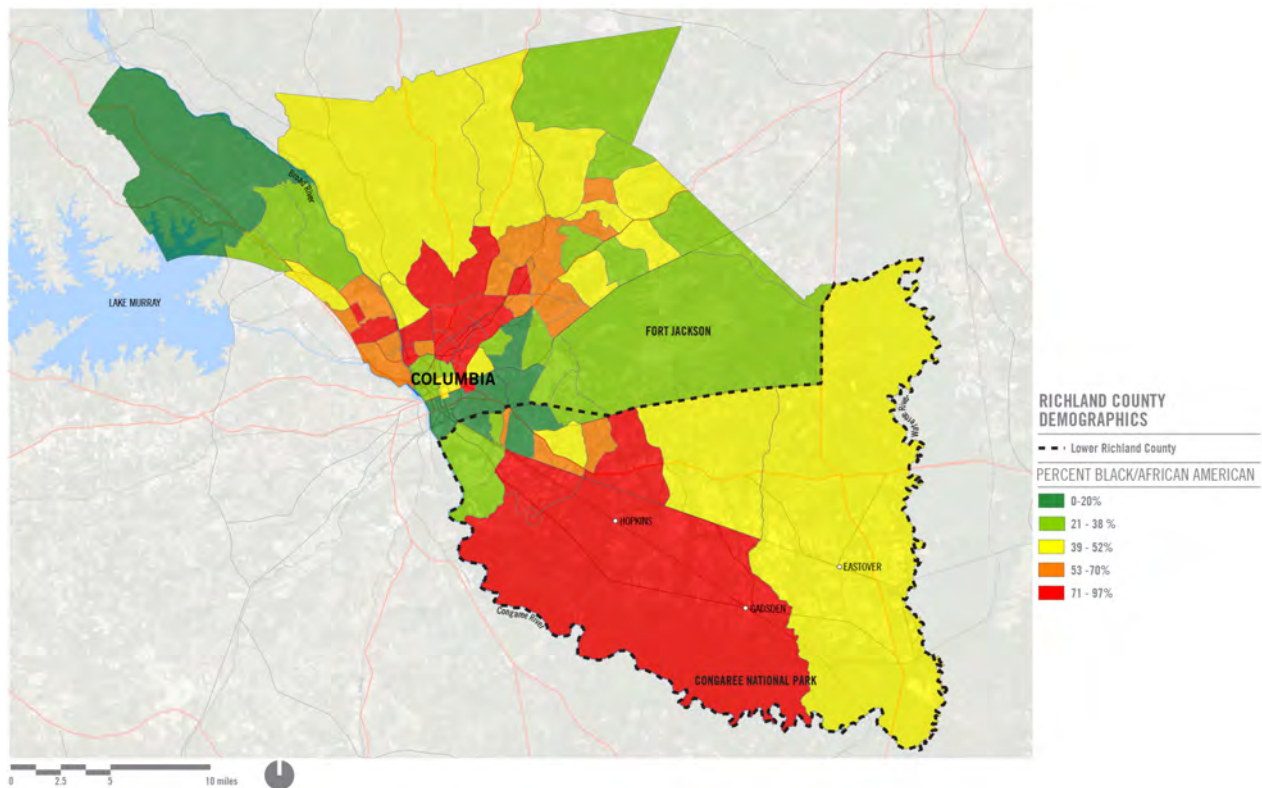 Broad River
LAKE MURRAY
FORT JACKSON
COLUMBIA
Wateree River
HOPKINS
EASTOVER
GADSDEN
Congaree River
CONGAREE NATIONAL PARK
RICHLAND COUNTY
DEMOGRAPHICS
Lower Richland County
PERCENT BLACK/AFRICAN AMERICAN
0-20%
21 - 38 %
39 - 52%
53 -70%
71 - 97%
0 2.5 5 10 miles